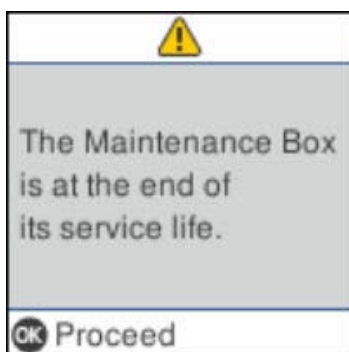 The Maintenance Box
is at the end of
its service life.
OK Proceed